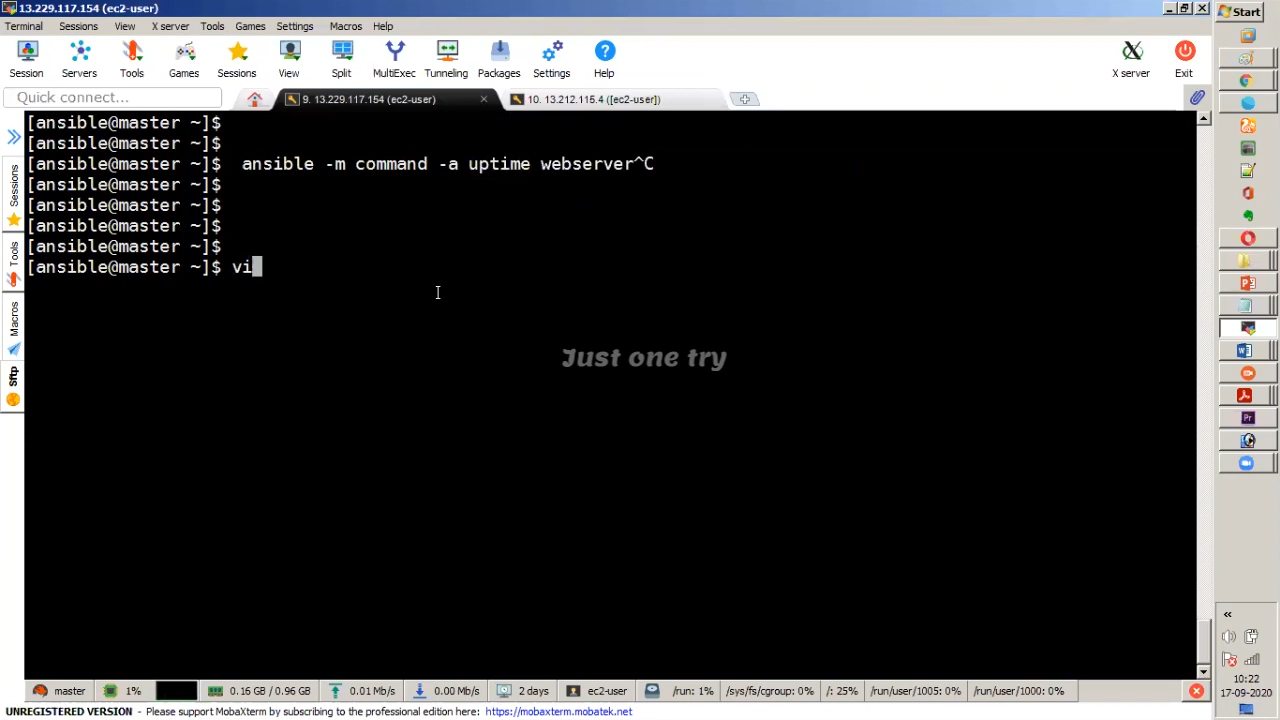 13.229.117.154 (ec2-user)
Terminal Sessions View X server Tools Games Settings Macros Help
Start
Session Servers Tools Games Sessions View Split MultiExec Tunneling Packages Settings Help X server Exit
Quick connect...
9. 13.229.117.154 (ec2-user)
10. 13.212.115.4 ([ec2-user])
[ansible@master ~]$
[ansible@master ~]$
[ansible@master ~]$  ansible -m command -a uptime webserver^C
[ansible@master ~]$
[ansible@master ~]$
[ansible@master ~]$
[ansible@master ~]$
[ansible@master ~]$ vi
Sessions
Tools
Macros
Sftp
Just one try
master 1% 0.16 GB / 0.96 GB 0.01 Mb/s 0.00 Mb/s 2 days ec2-user /run: 1% /sys/fs/cgroup: 0% /: 25% /run/user/1005: 0% /run/user/1000: 0%
UNREGISTERED VERSION - Please support MobaXterm by subscribing to the professional edition here: https://mobaxterm.mobatek.net
10:22
17-09-2020